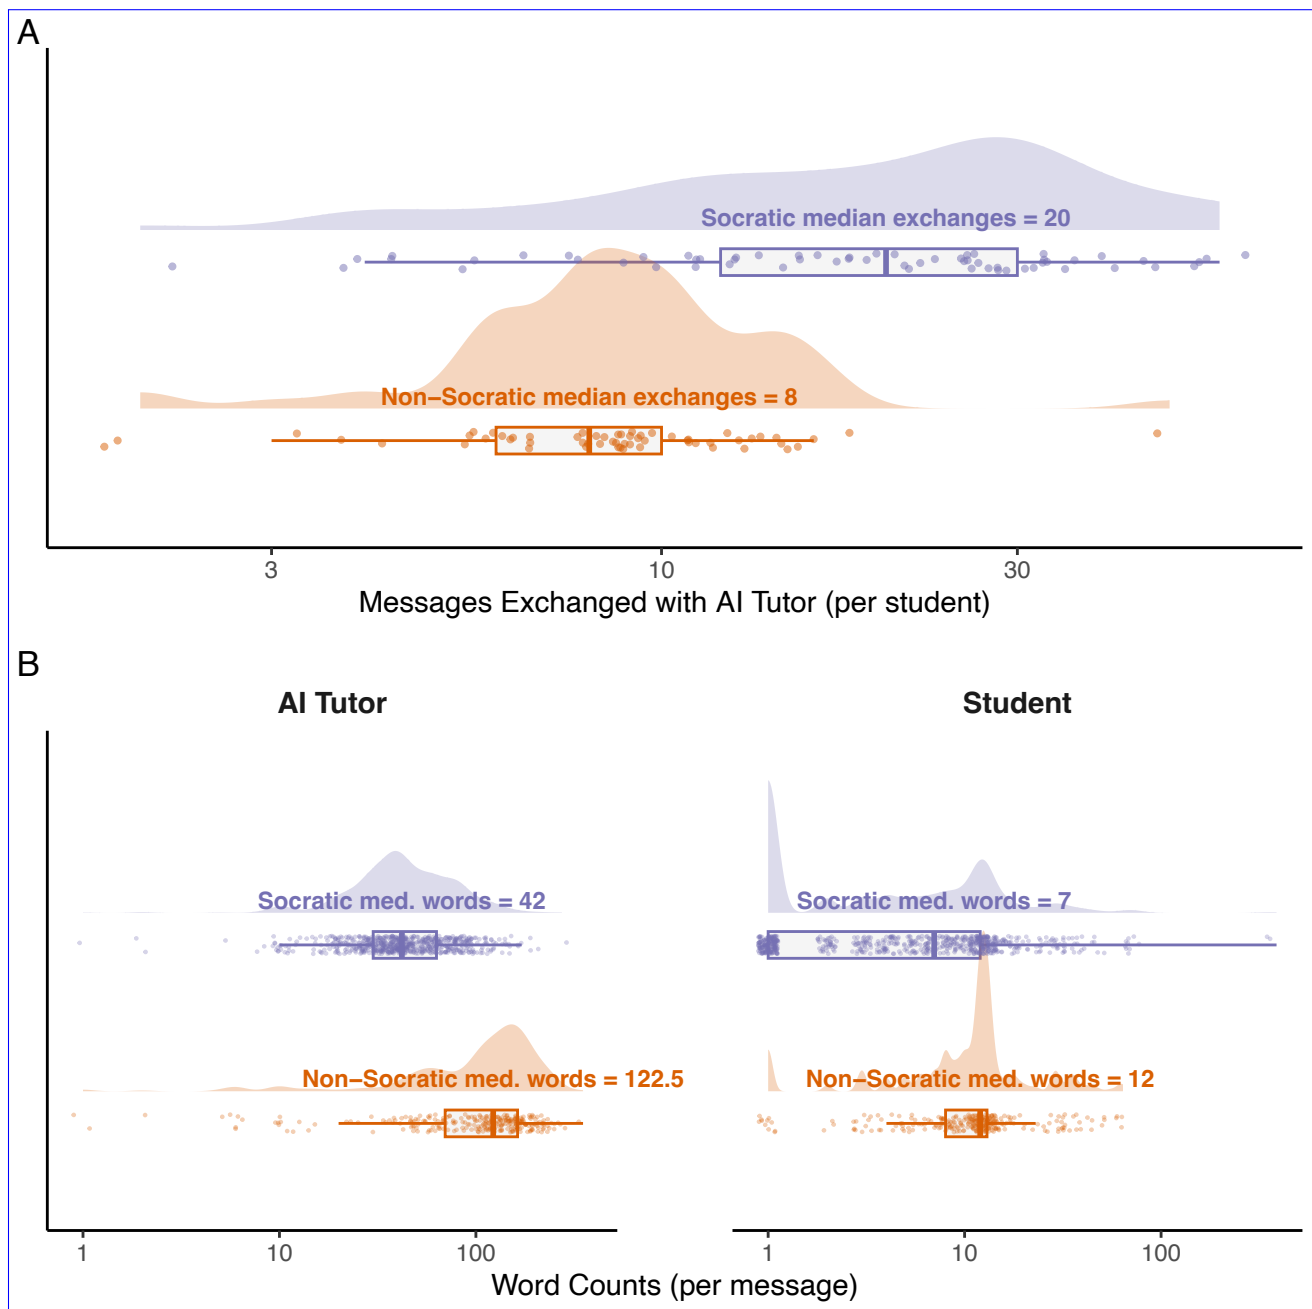 A
Socratic median exchanges = 20
Non−Socratic median exchanges = 8
3 10 30
Messages Exchanged with AI Tutor (per student)
B
AI Tutor Student
Socratic med. words = 42 Socratic med. words = 7
Non−Socratic med. words = 122.5 Non−Socratic med. words = 12
1 10 100 1 10 100
Word Counts (per message)